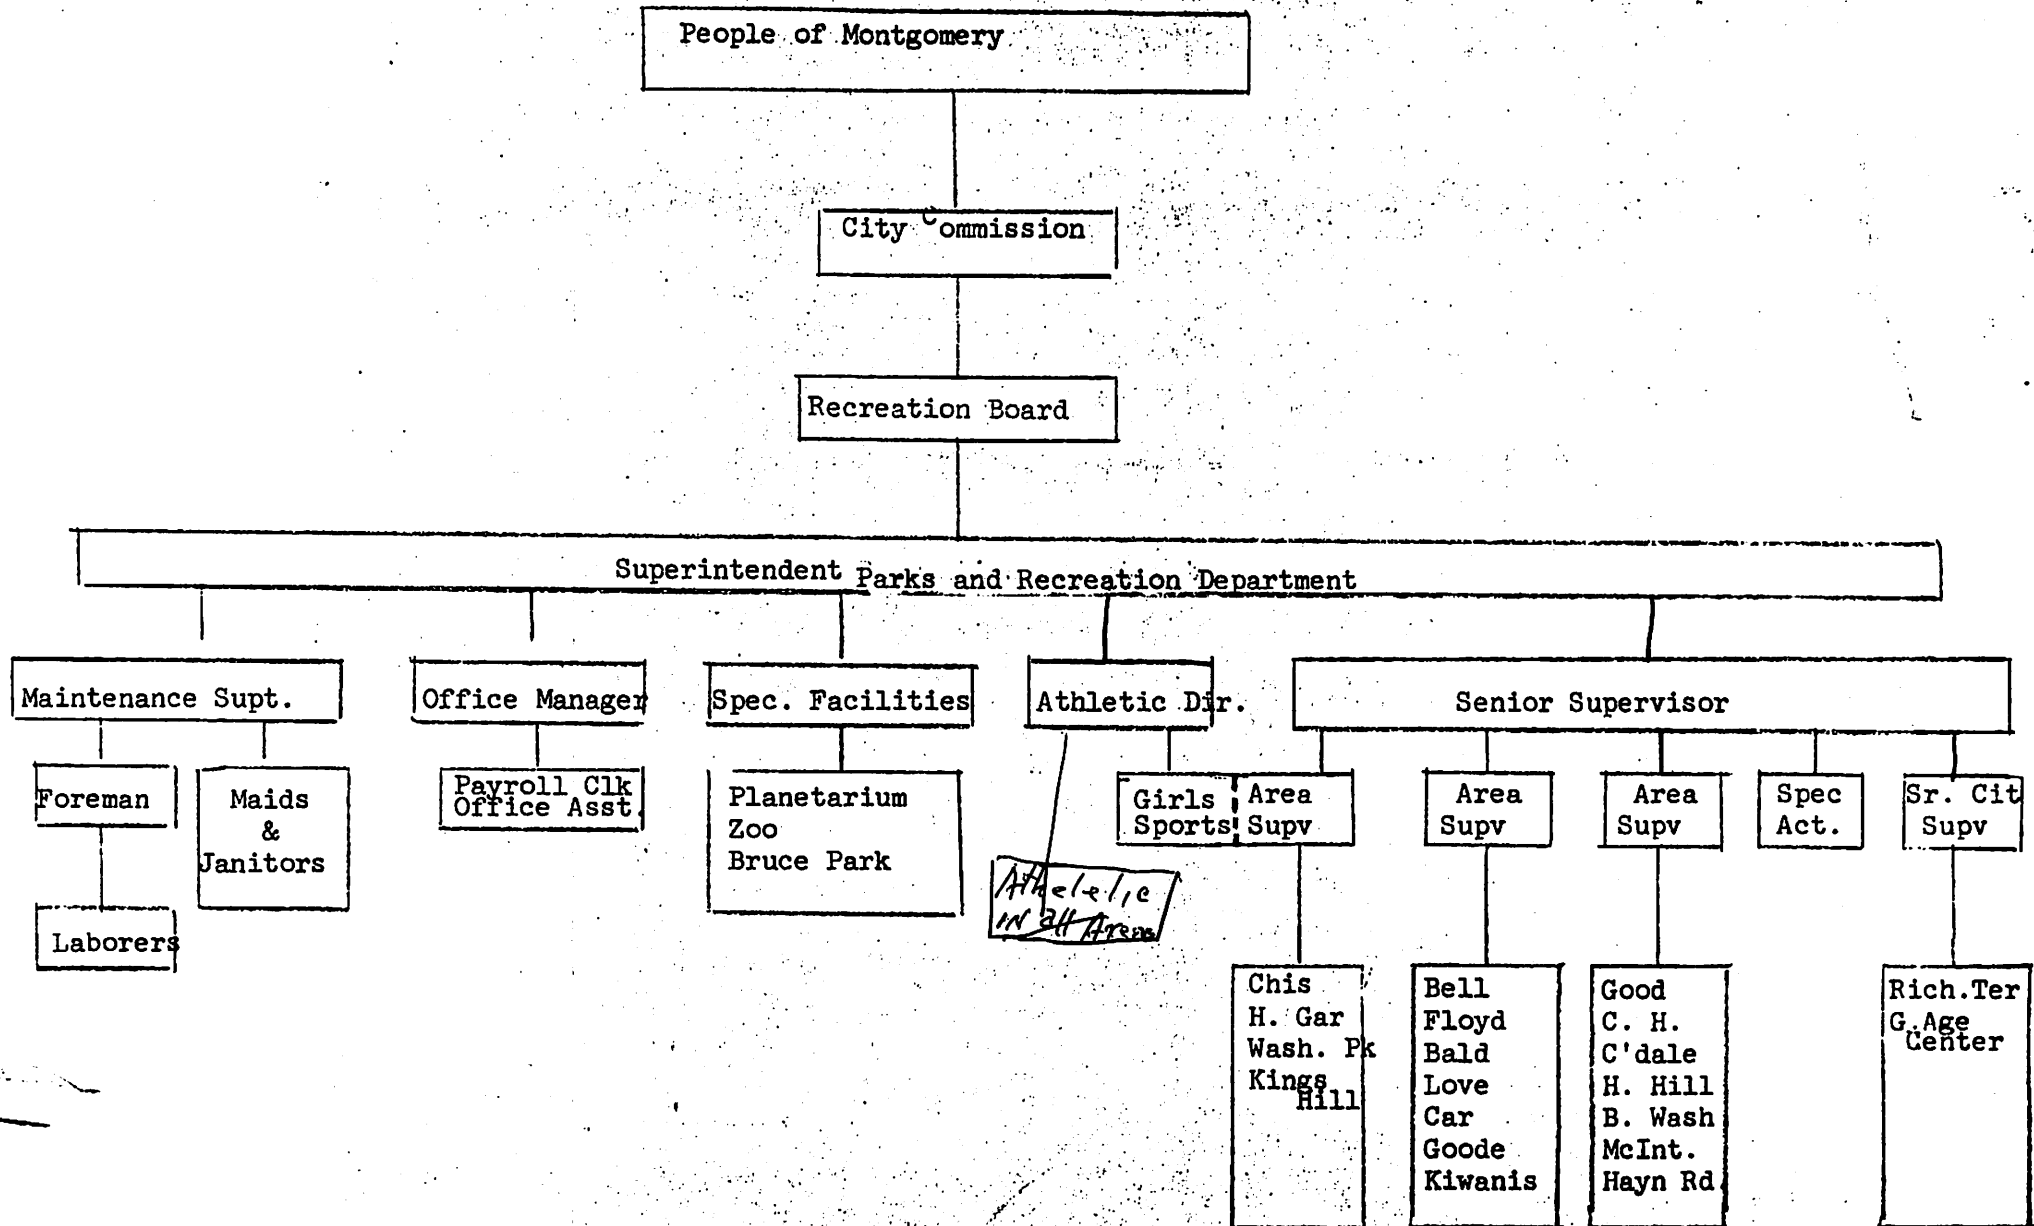 People of Montgomery
City Commission
Recreation Board
Superintendent Parks and Recreation Department
Maintenance Supt.
Office Manager
Spec. Facilities
Athletic Dir.
Senior Supervisor
Foreman
Maids
&
Janitors
Payroll Clk
Office Asst.
Planetarium
Zoo
Bruce Park
Girls
Sports
Area
Supv
Area
Supv
Area
Supv
Spec
Act.
Sr. Cit
Supv
Laborers
IN all Areas
Chis
H. Gar
Wash. Pk
Kings
Hill
Bell
Floyd
Bald
Love
Car
Goode
Kiwanis
Good
C. H.
C'dale
H. Hill
B. Wash
McInt.
Hayn Rd
Rich.Ter
G.Age
Center